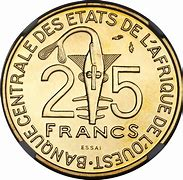 BANQUE CENTRALE DES ETATS DE L'AFRIQUE DE L'OUEST ·
25
FRANCS
ESSAI